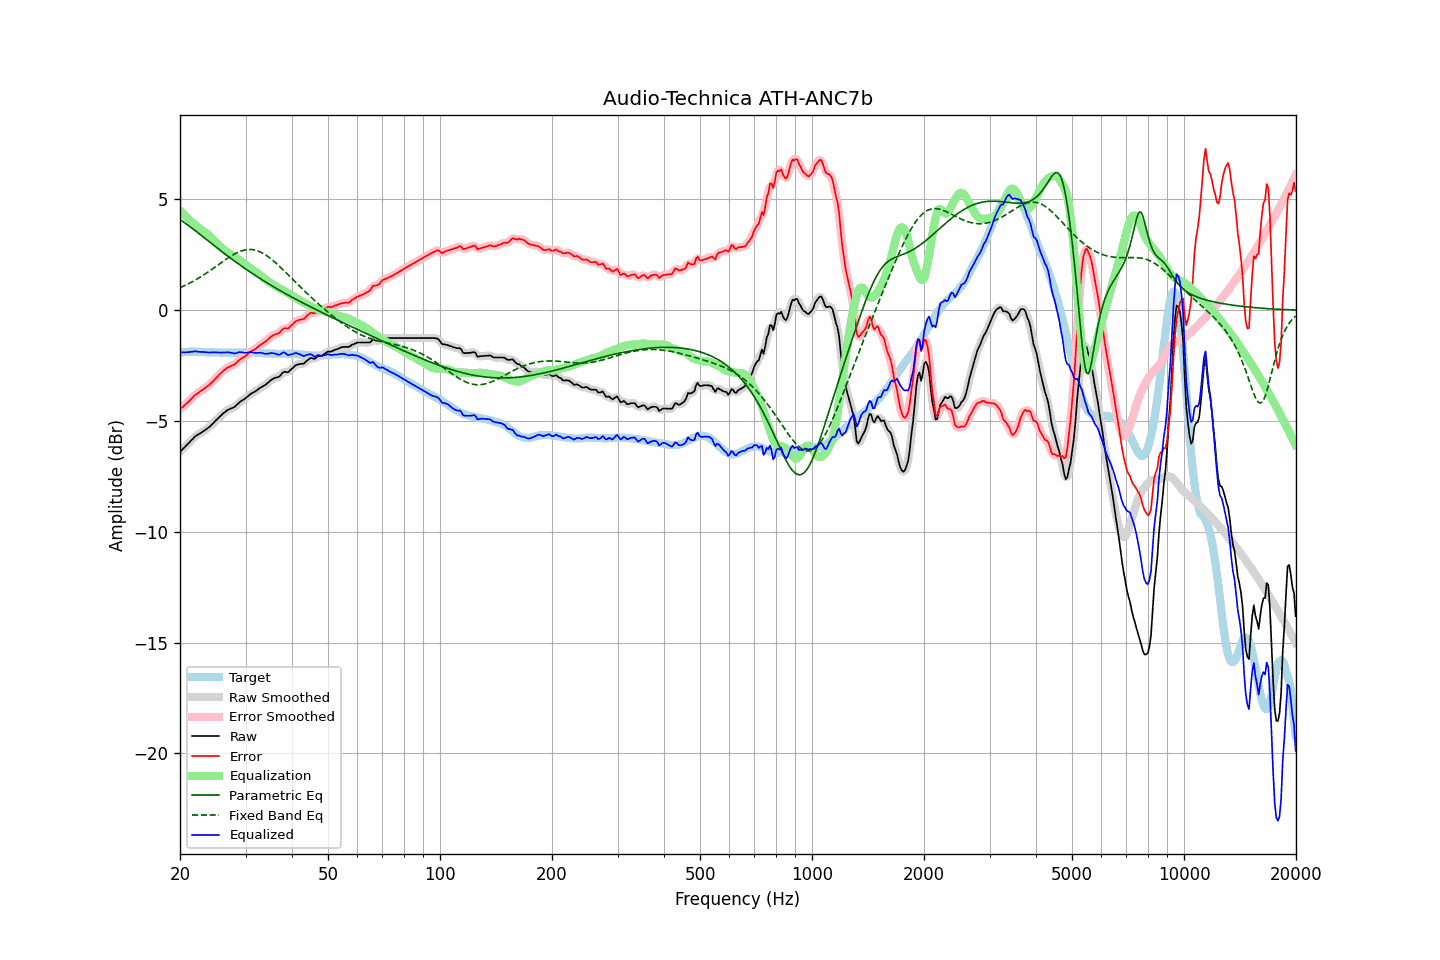 Audio-Technica ATH-ANC7b
Amplitude (dBr)
5
0
−5
−10
−15
−20
Target
Raw Smoothed
Error Smoothed
Raw
Error
Equalization
Parametric Eq
Fixed Band Eq
Equalized
20 50 100 200 500 1000 2000 5000 10000 20000
Frequency (Hz)